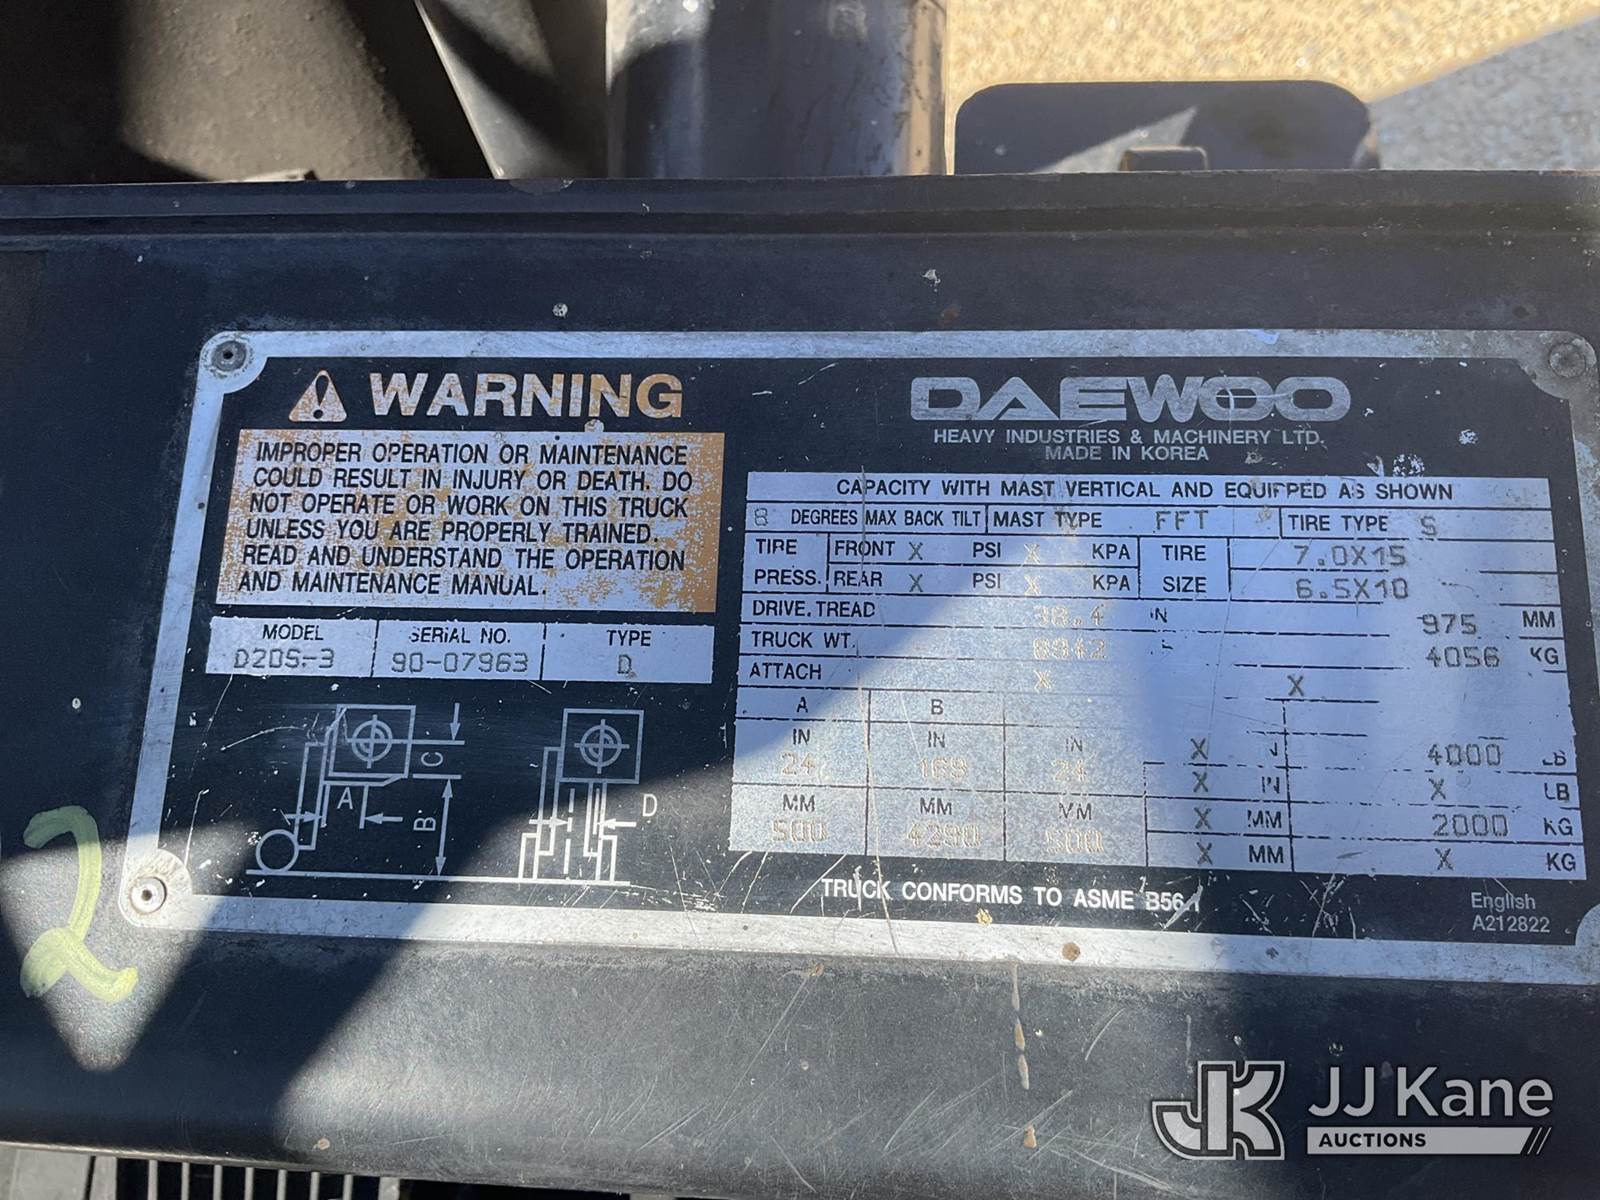 WARNING
IMPROPER OPERATION OR MAINTENANCE
COULD RESULT IN INJURY OR DEATH. DO
NOT OPERATE OR WORK ON THIS TRUCK
UNLESS YOU ARE PROPERLY TRAINED.
READ AND UNDERSTAND THE OPERATION
AND MAINTENANCE MANUAL.
MODEL SERIAL NO. TYPE
D20S-3 90-07963 D
A B C D
DAEWOO
HEAVY INDUSTRIES & MACHINERY LTD.
MADE IN KOREA
CAPACITY WITH MAST VERTICAL AND EQUIPPED AS SHOWN
8 DEGREES MAX BACK TILT MAST TYPE FFT TIRE TYPE S
TIRE FRONT X PSI X KPA TIRE 7.0X15
PRESS. REAR X PSI X KPA SIZE 6.5X10
DRIVE. TREAD 38.4 IN 975 MM
TRUCK WT. 8942 4056 KG
ATTACH X X
A B
IN IN IN X 4000 LB
24 169 24 X IN X LB
MM MM MM X MM 2000 KG
500 4290 500 X MM X KG
TRUCK CONFORMS TO ASME B56.1
English
A212822
2
JK
JJ Kane
AUCTIONS